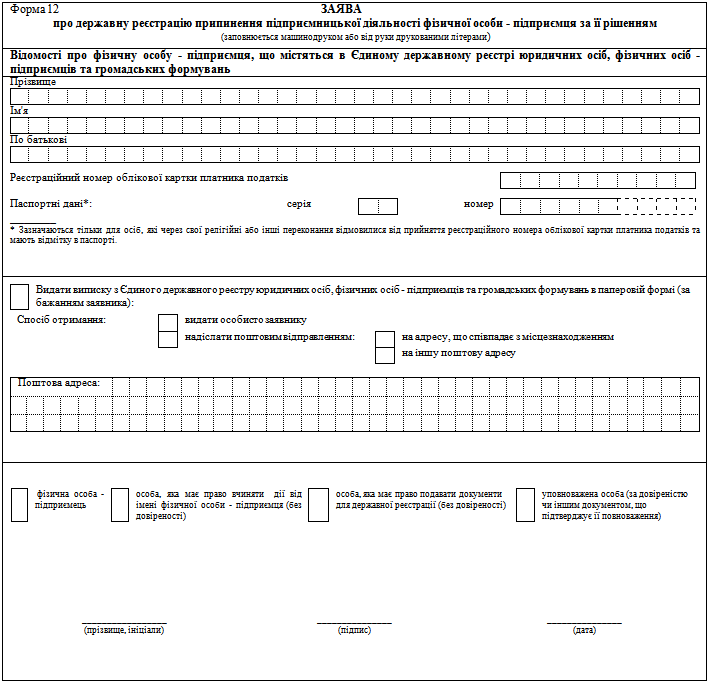 Форма 12
ЗАЯВА
про державну реєстрацію припинення підприємницької діяльності фізичної особи - підприємця за її рішенням
(заповнюється машинодруком або від руки друкованими літерами)
Відомості про фізичну особу - підприємця, що містяться в Єдиному державному реєстрі юридичних осіб, фізичних осіб -
підприємців та громадських формувань
Прізвище
Ім'я
По батькові
Реєстраційний номер облікової картки платника податків
Паспортні дані*: серія номер
* Зазначаються тільки для осіб, які через свої релігійні або інші переконання відмовилися від прийняття реєстраційного номера облікової картки платника податків та
мають відмітку в паспорті.
Видати виписку з Єдиного державного реєстру юридичних осіб, фізичних осіб - підприємців та громадських формувань в паперовій формі (за
бажанням заявника):
Спосіб отримання: видати особисто заявнику
надіслати поштовим відправленням: на адресу, що співпадає з місцезнаходженням
на іншу поштову адресу
Поштова адреса:
фізична особа -
підприємець
особа, яка має право вчиняти дії від
імені фізичної особи - підприємця (без
довіреності)
особа, яка має право подавати документи
для державної реєстрації (без довіреності)
уповноважена особа (за довіреністю
чи іншим документом, що
підтверджує її повноваження)
(прізвище, ініціали) (підпис) (дата)